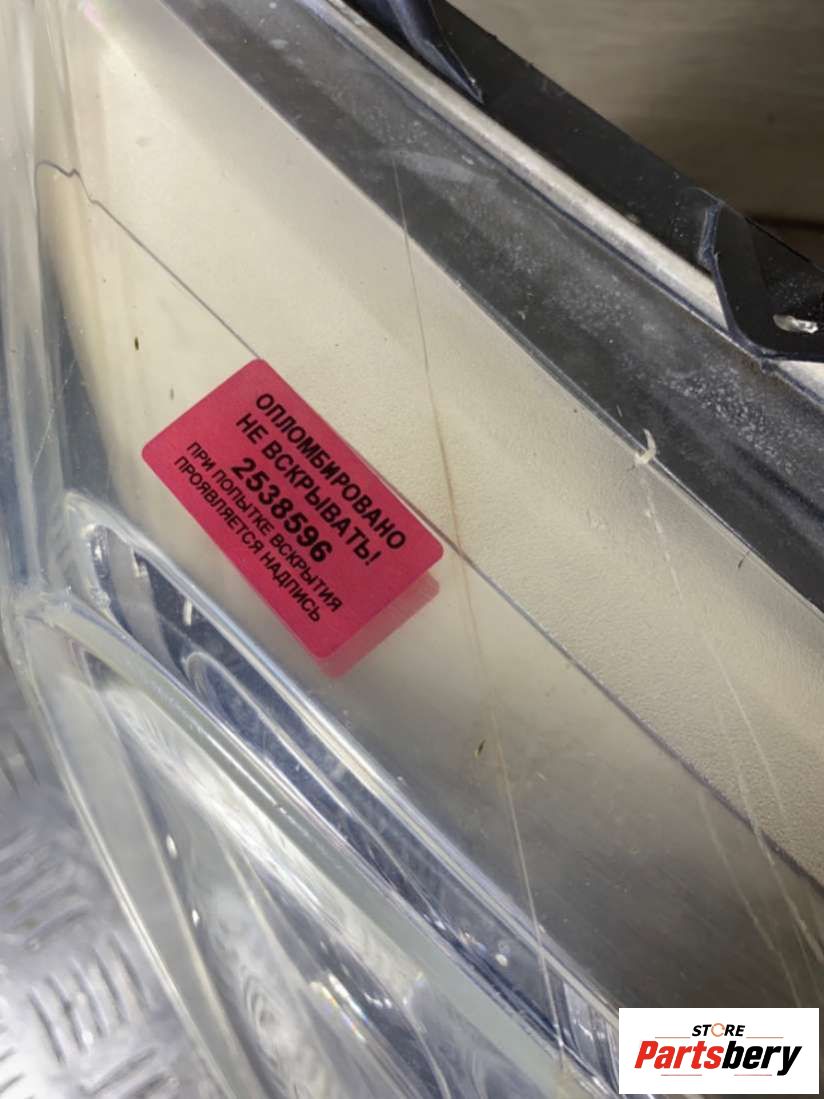 ОПЛОМБИРОВАНО
НЕ ВСКРЫВАТЬ!
2538596
ПРИ ПОПЫТКЕ ВСКРЫТИЯ
ПРОЯВЛЯЕТСЯ НАДПИСЬ
STORE
Partsbery